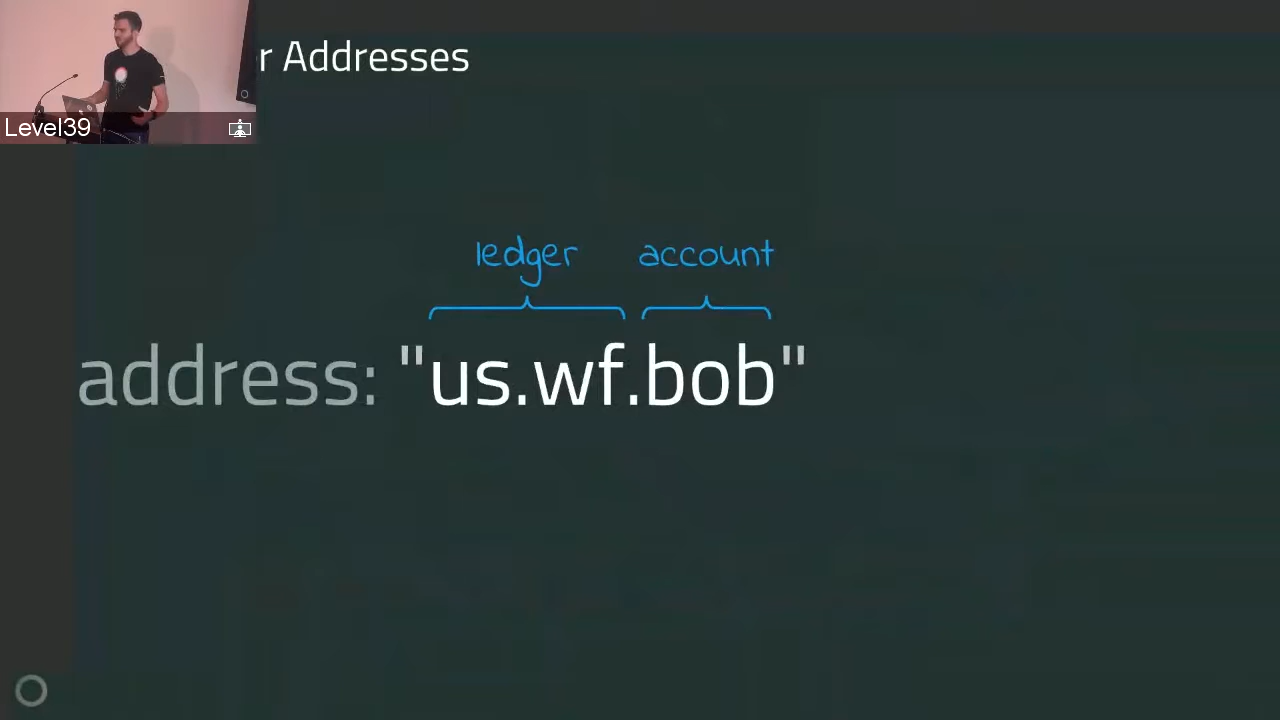 r Addresses
Level39
ledger account
address: "us.wf.bob"